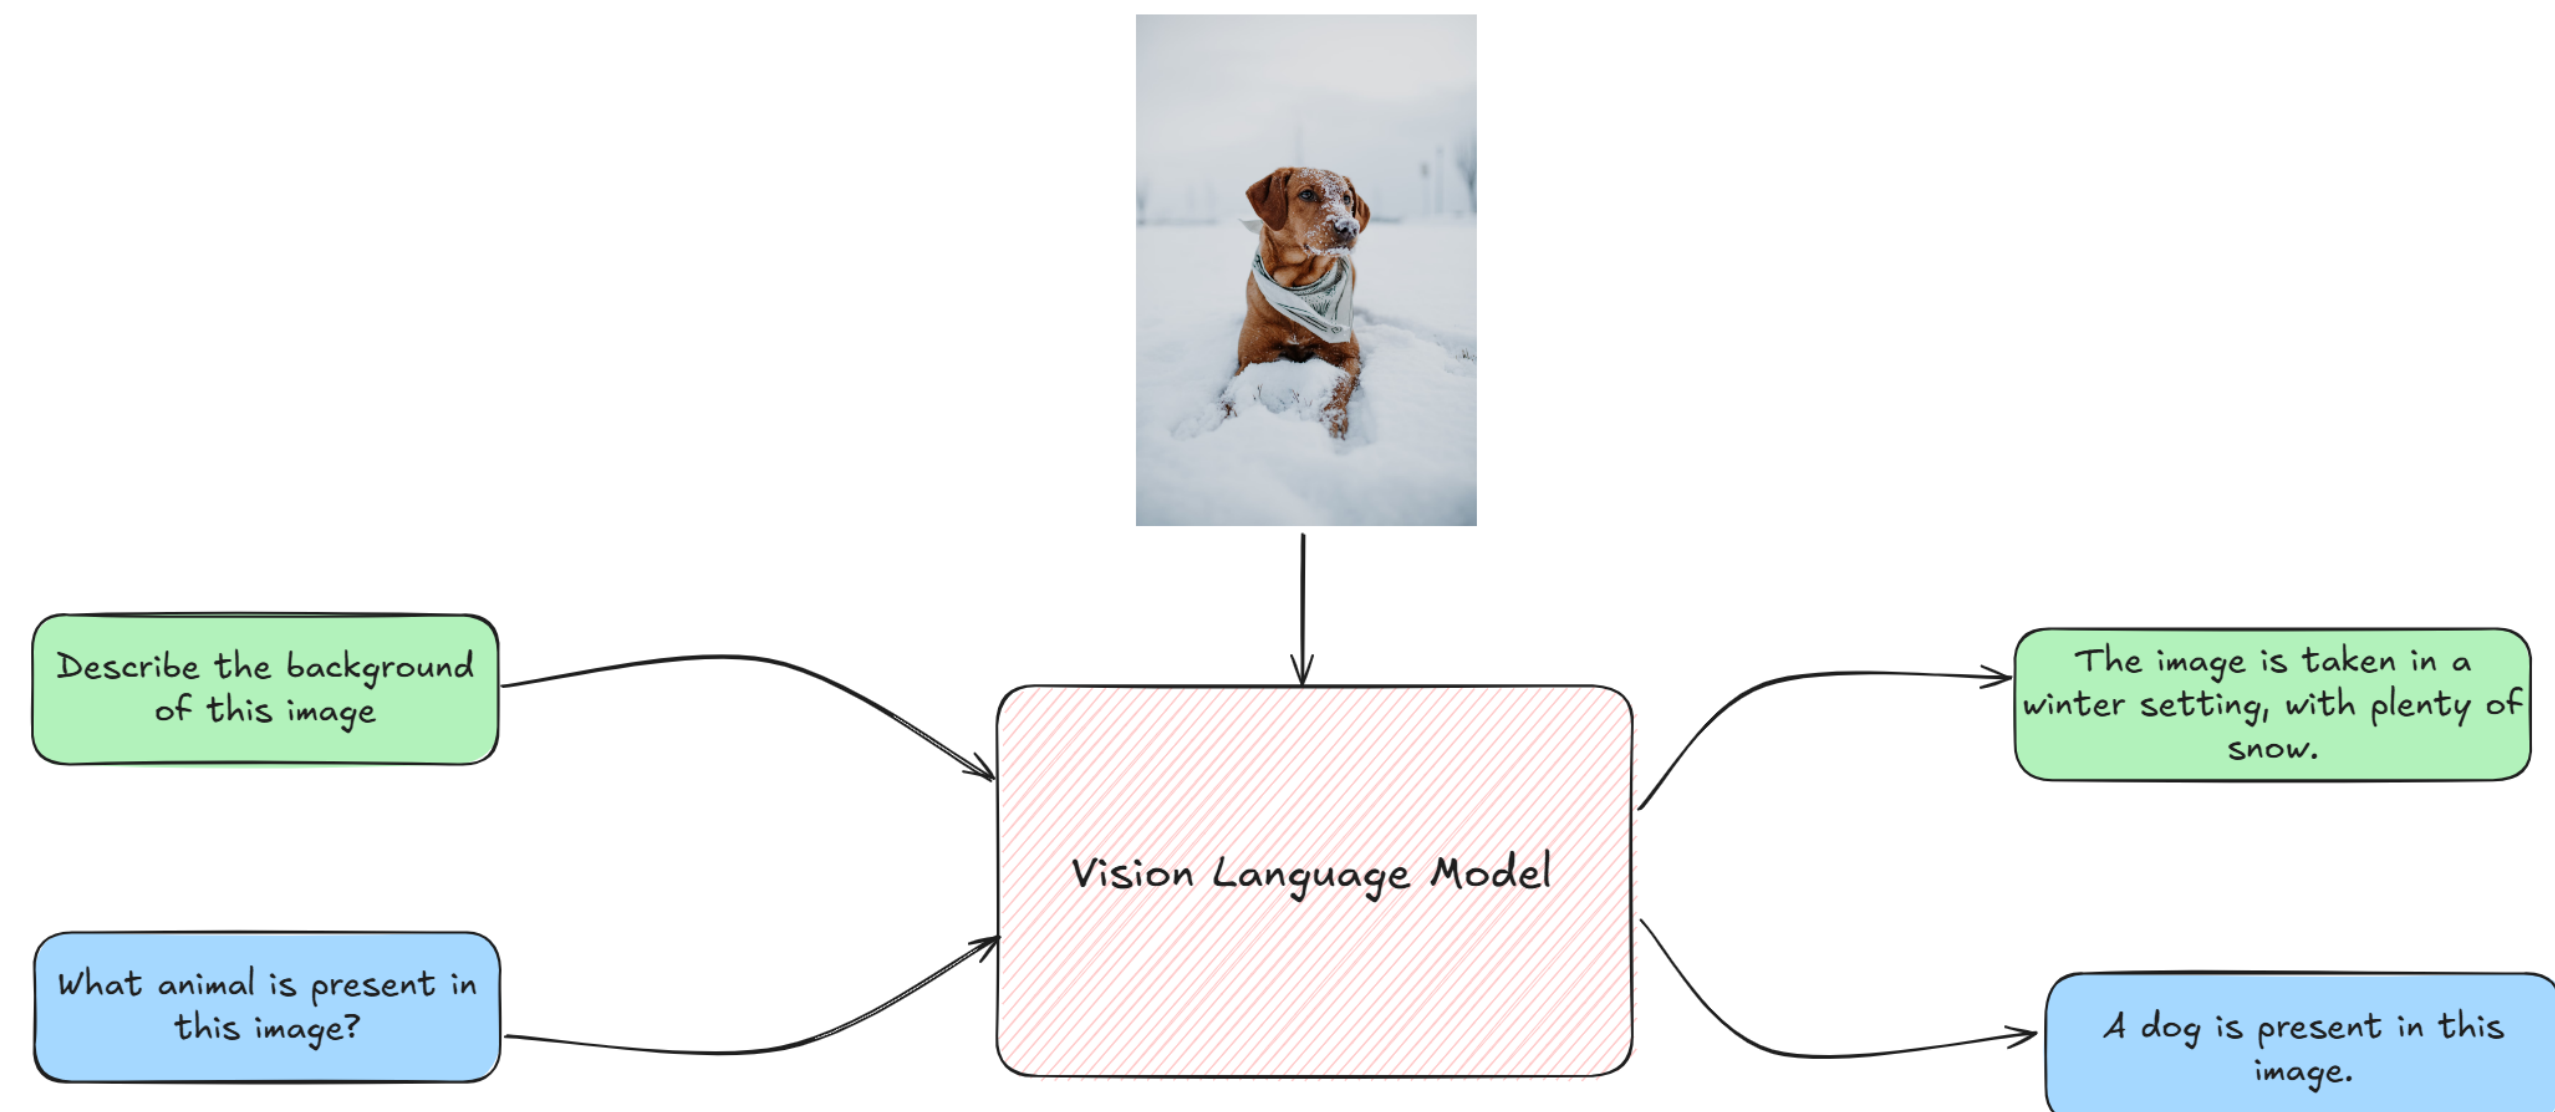 Describe the background
of this image
What animal is present in
this image?
Vision Language Model
The image is taken in a
winter setting, with plenty of
snow.
A dog is present in this
image.